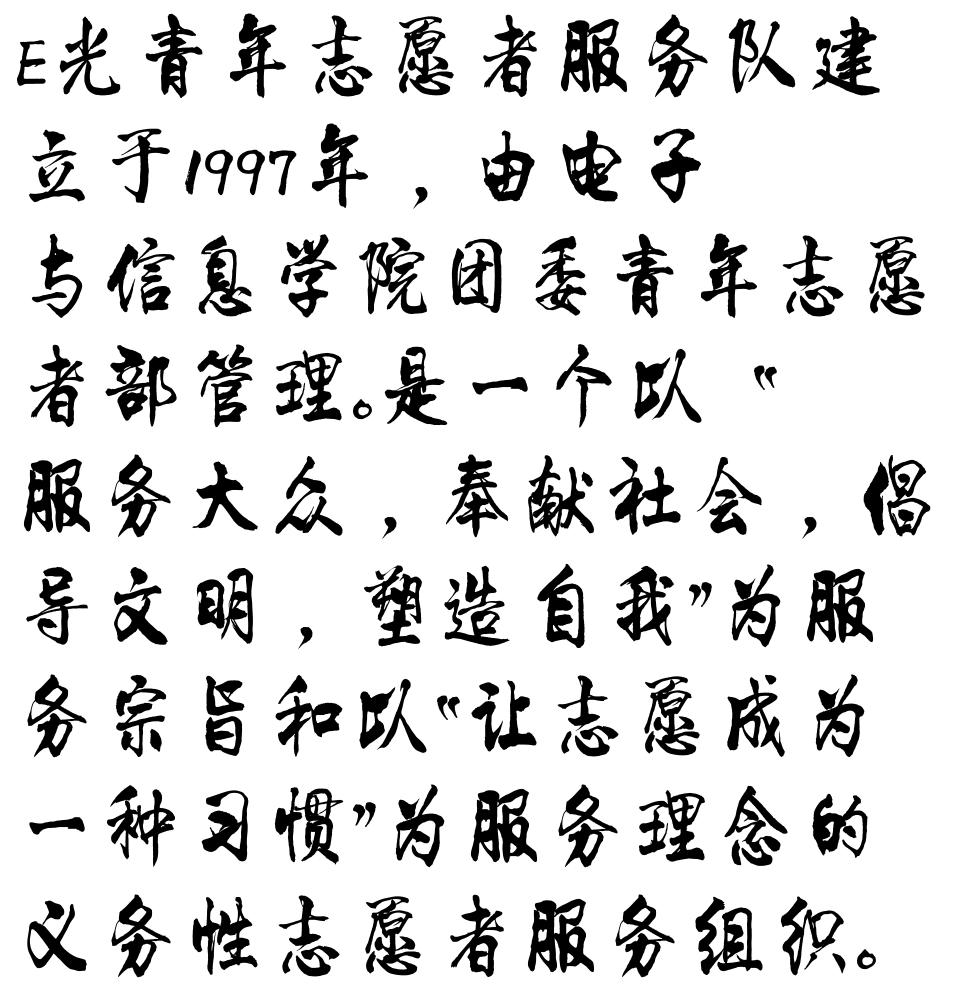 E光青年志愿者服务队建
立于1997年，由电子
与信息学院团委青年志愿
者部管理。是一个以“
服务大众，奉献社会，倡
导文明，塑造自我”为服
务宗旨和以“让志愿成为
一种习惯”为服务理念的
义务性志愿者服务组织。